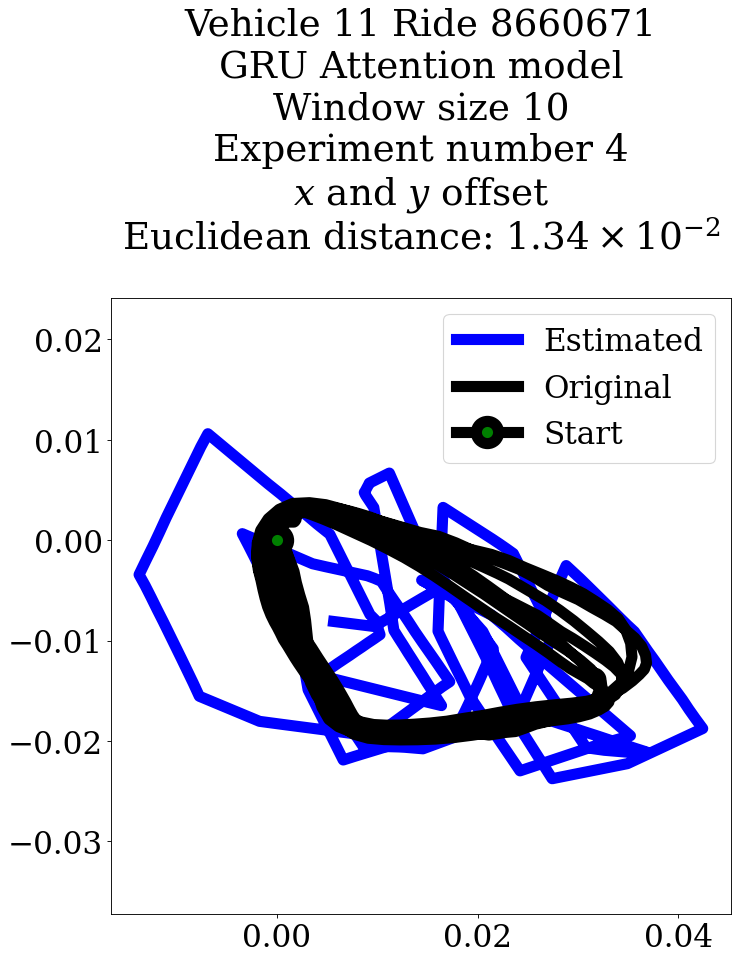 Vehicle 11 Ride 8660671
GRU Attention model
Window size 10
Experiment number 4
x and y offset
Euclidean distance: 1.34 × 10⁻²
Estimated
Original
Start
0.02
0.01
0.00
−0.01
−0.02
−0.03
0.00 0.02 0.04